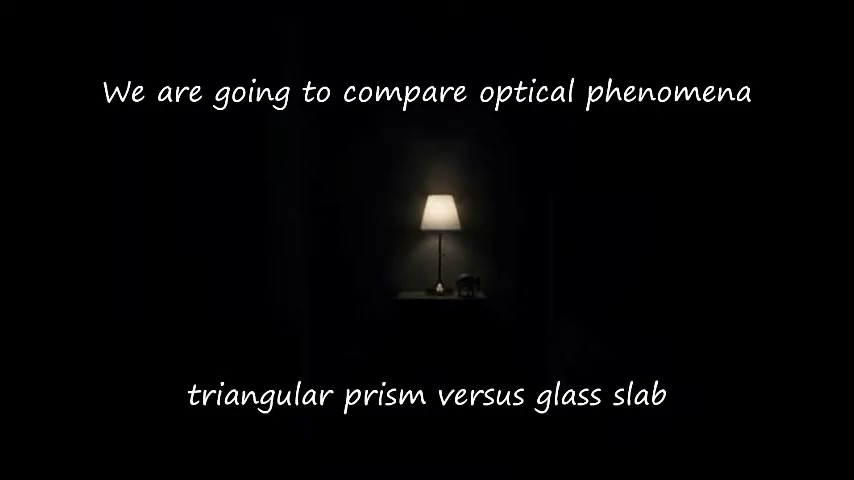 We are going to compare optical phenomena
triangular prism versus glass slab